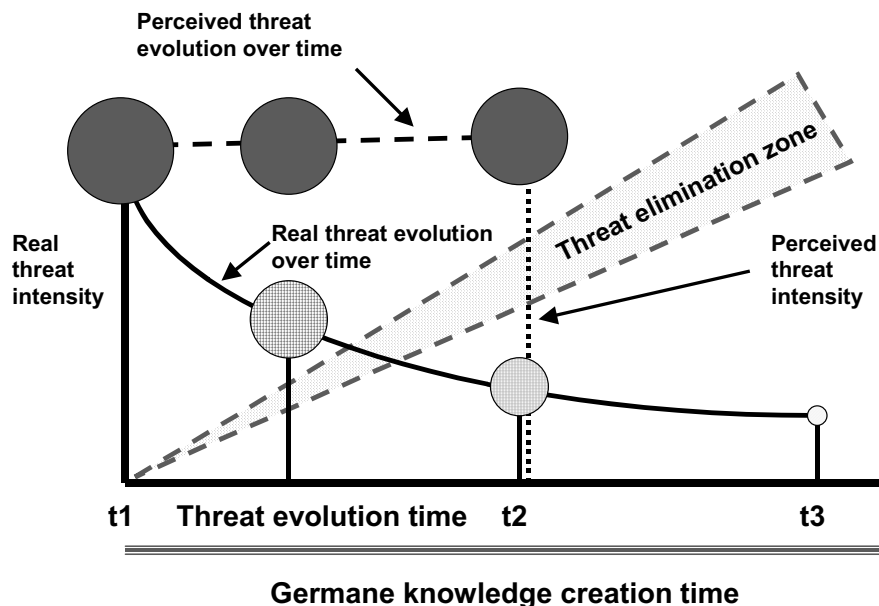 Perceived threat
evolution over time
Real
threat
intensity
Real threat evolution
over time
Threat elimination zone
Perceived
threat
intensity
t1 Threat evolution time t2 t3
Germane knowledge creation time